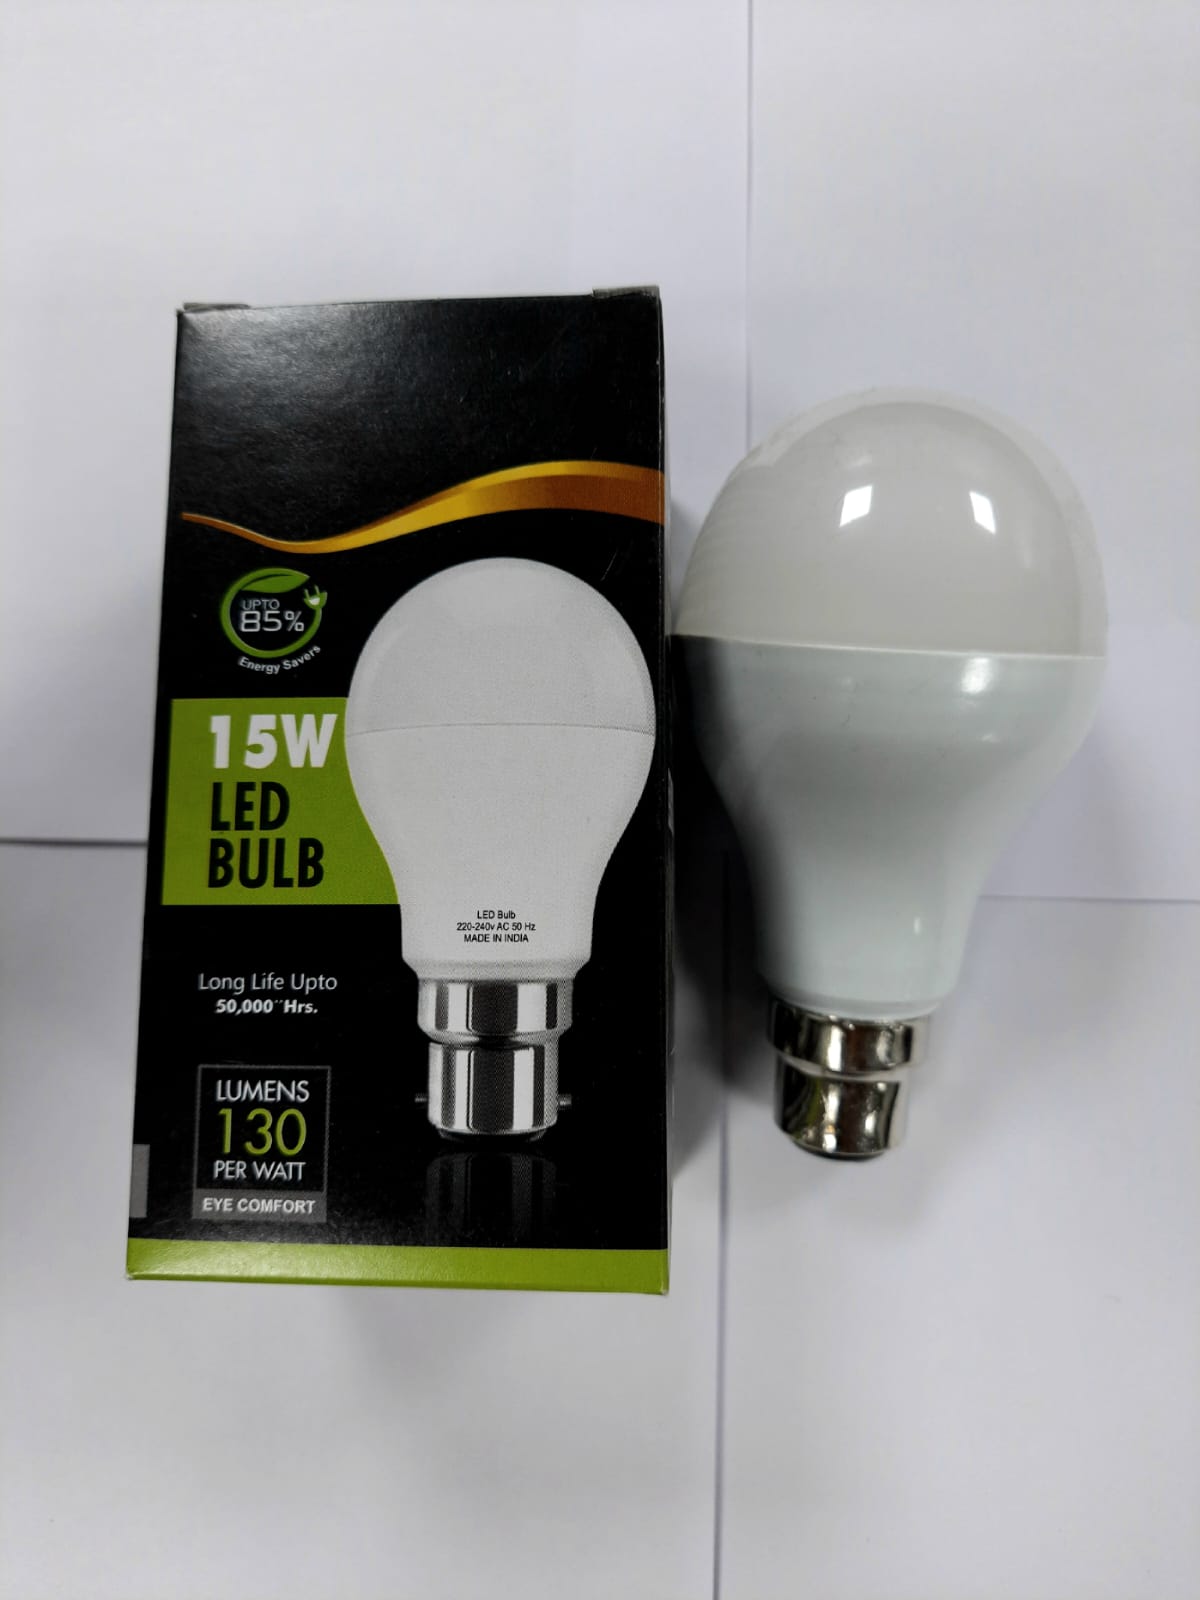 UPTO
85%
Energy Savers
15W
LED
BULB
LED Bulb
220-240v AC 50 Hz
MADE IN INDIA
Long Life Upto
50,000** Hrs.
LUMENS
130
PER WATT
EYE COMFORT